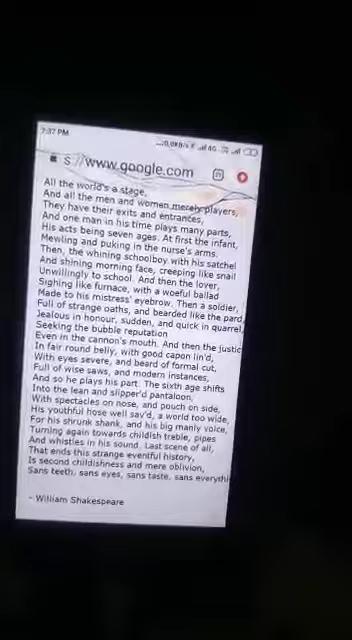 7:37 PM
0.0KB/s 4G
s://www.google.com
All the world's a stage,
And all the men and women merely players,
They have their exits and entrances,
And one man in his time plays many parts,
His acts being seven ages. At first the infant,
Mewling and puking in the nurse's arms.
Then, the whining schoolboy with his satchel
And shining morning face, creeping like snail
Unwillingly to school. And then the lover,
Sighing like furnace, with a woeful ballad
Made to his mistress' eyebrow. Then a soldier,
Full of strange oaths, and bearded like the pard,
Jealous in honour, sudden, and quick in quarrel,
Seeking the bubble reputation
Even in the cannon's mouth. And then the justic
In fair round belly, with good capon lin'd,
With eyes severe, and beard of formal cut,
Full of wise saws, and modern instances,
And so he plays his part. The sixth age shifts
Into the lean and slipper'd pantaloon,
With spectacles on nose, and pouch on side,
His youthful hose well sav'd, a world too wide,
For his shrunk shank, and his big manly voice,
Turning again towards childish treble, pipes
And whistles in his sound. Last scene of all,
That ends this strange eventful history,
Is second childishness and mere oblivion,
Sans teeth, sans eyes, sans taste, sans everythi
- William Shakespeare